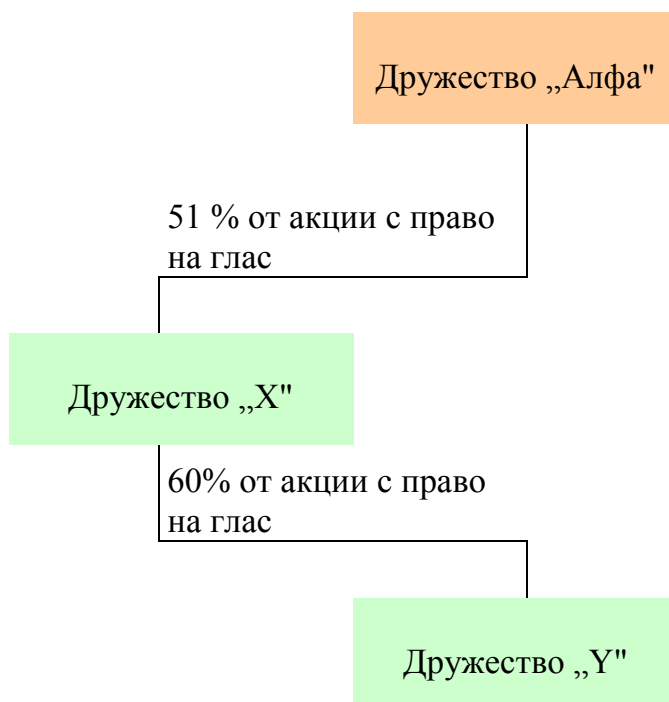 Дружество „Алфа"
51 % от акции с право
на глас
Дружество „X"
60% от акции с право
на глас
Дружество „Y"